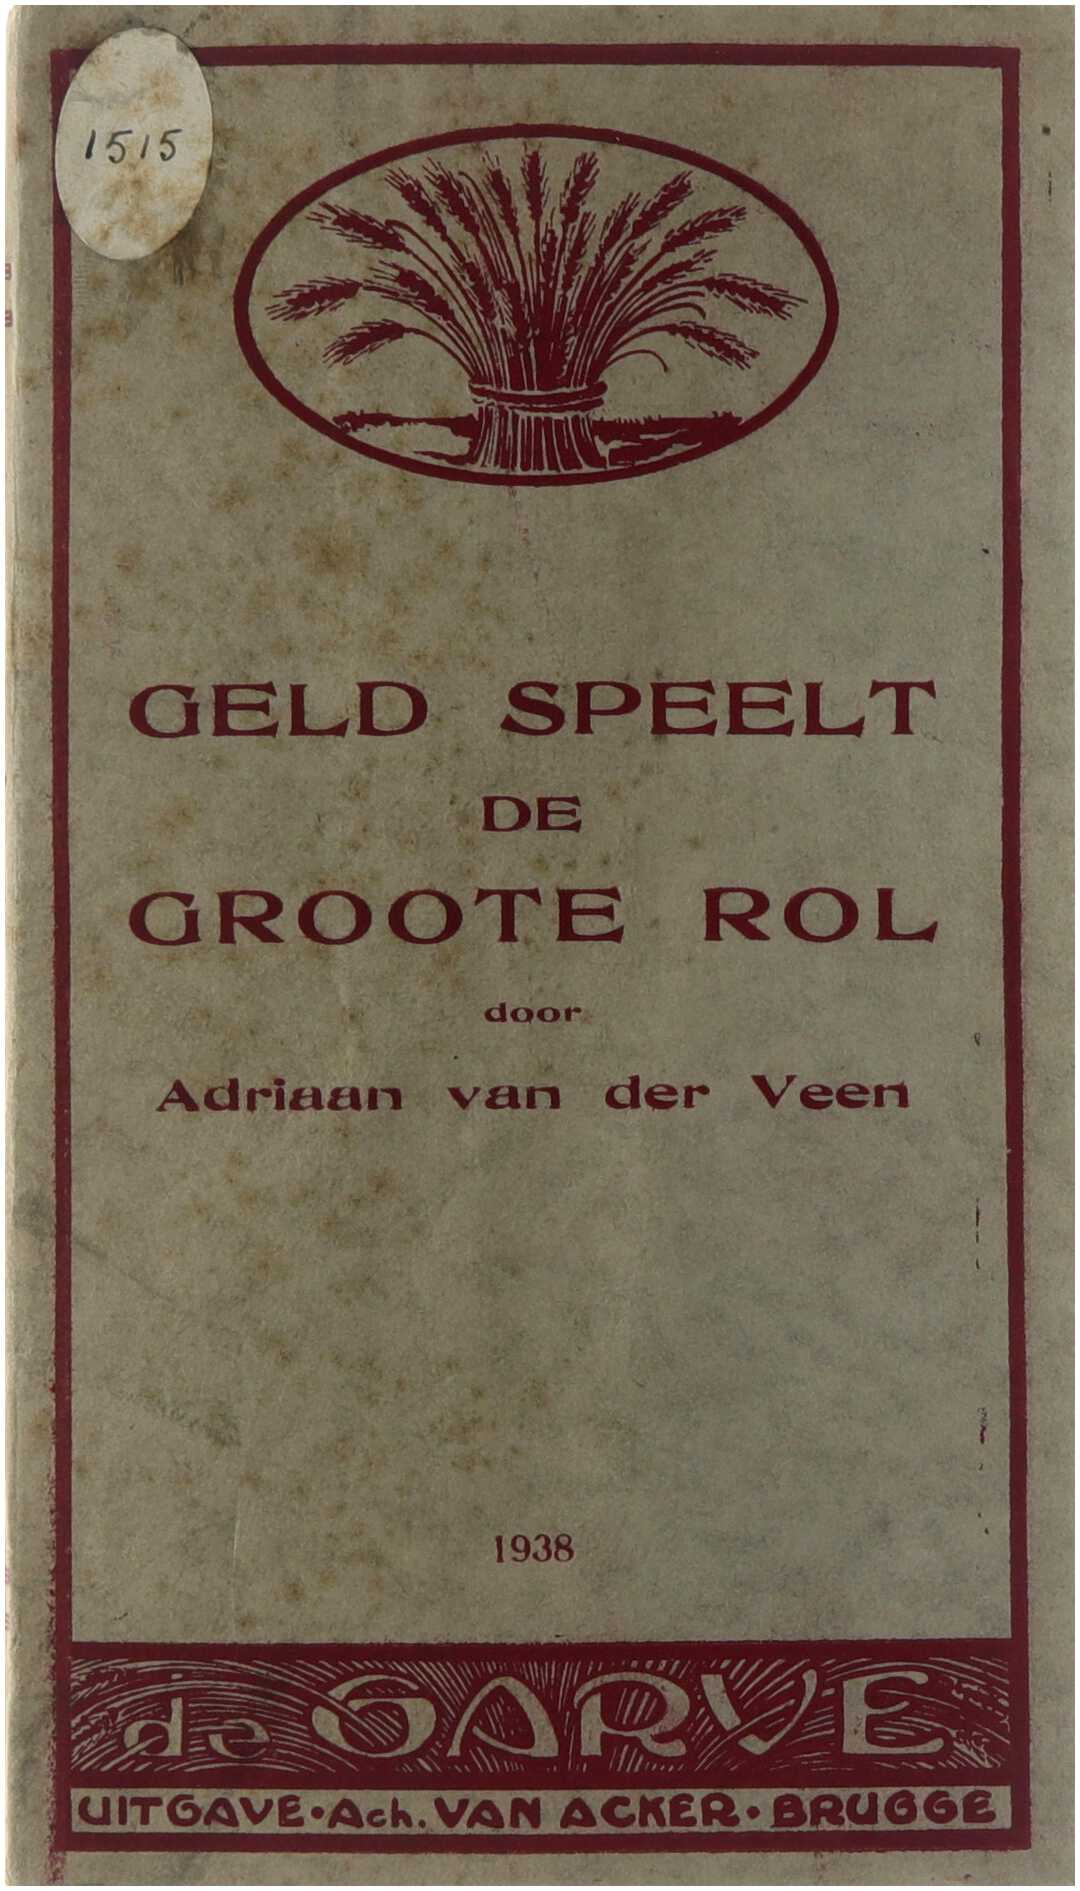 1515
GELD SPEELT
DE
GROOTE ROL
door
Adriaan van der Veen
1938
de GARVE
UITGAVE • Ach. VAN ACKER • BRUGGE